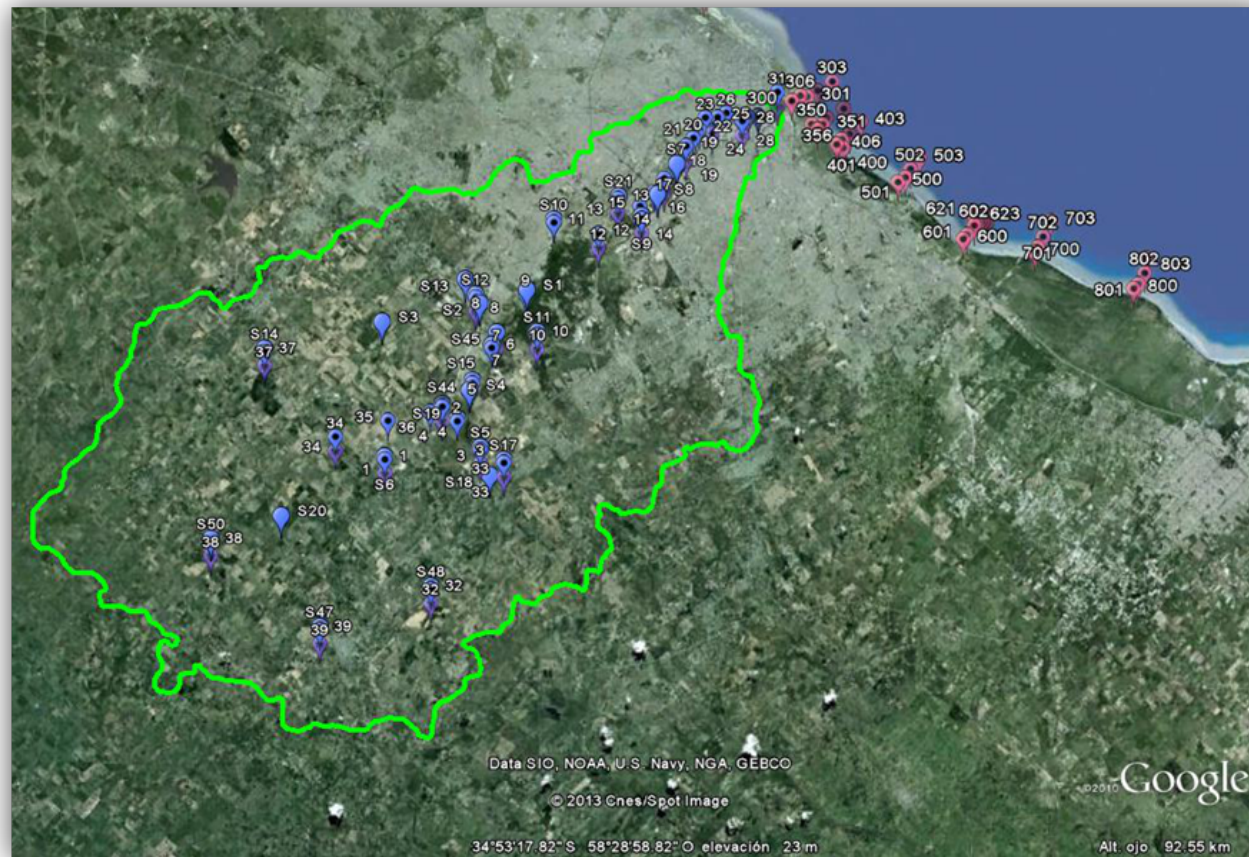 303
31 306 301
26 300
23 25 350
28 351 403
20 22 356
21 19 24 28 406
S7 401 400
18 502 503
19
17 S8 501 500
S21 13 16
S10 13 15 14
11 12 621 602 623
12 S9 14 601 600 702 703
701 700
802 803
S12 801 800
S13 9 S1
8
S2 8
S11
S3 10
S45 7 6 10
S14 7
37 37
S15
S4
S44 5
S19 2
35 36
34 4 4 S5
34 3 S17
1 3
1 33
S6 S18 33
S20
S50
38 38
S48
32 32
S47
39 39
Data SIO, NOAA, U.S. Navy, NGA, GEBCO
©2010 Google
© 2013 Cnes/Spot Image
34°53'17.82" S 58°28'58.82" O elevación 23 m Alt. ojo 92.55 km